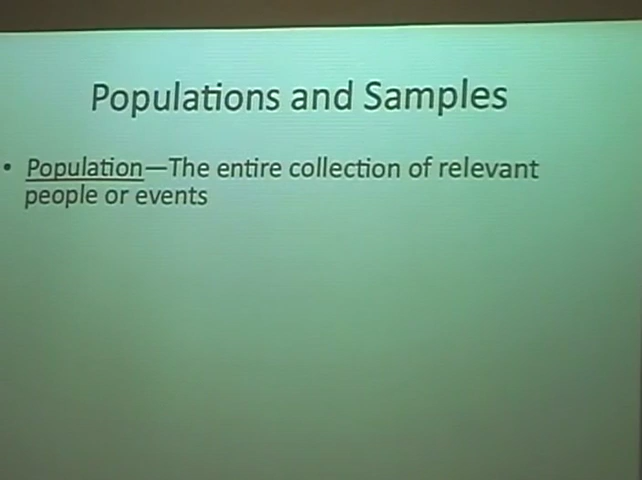 Populations and Samples
• Population—The entire collection of relevant
people or events